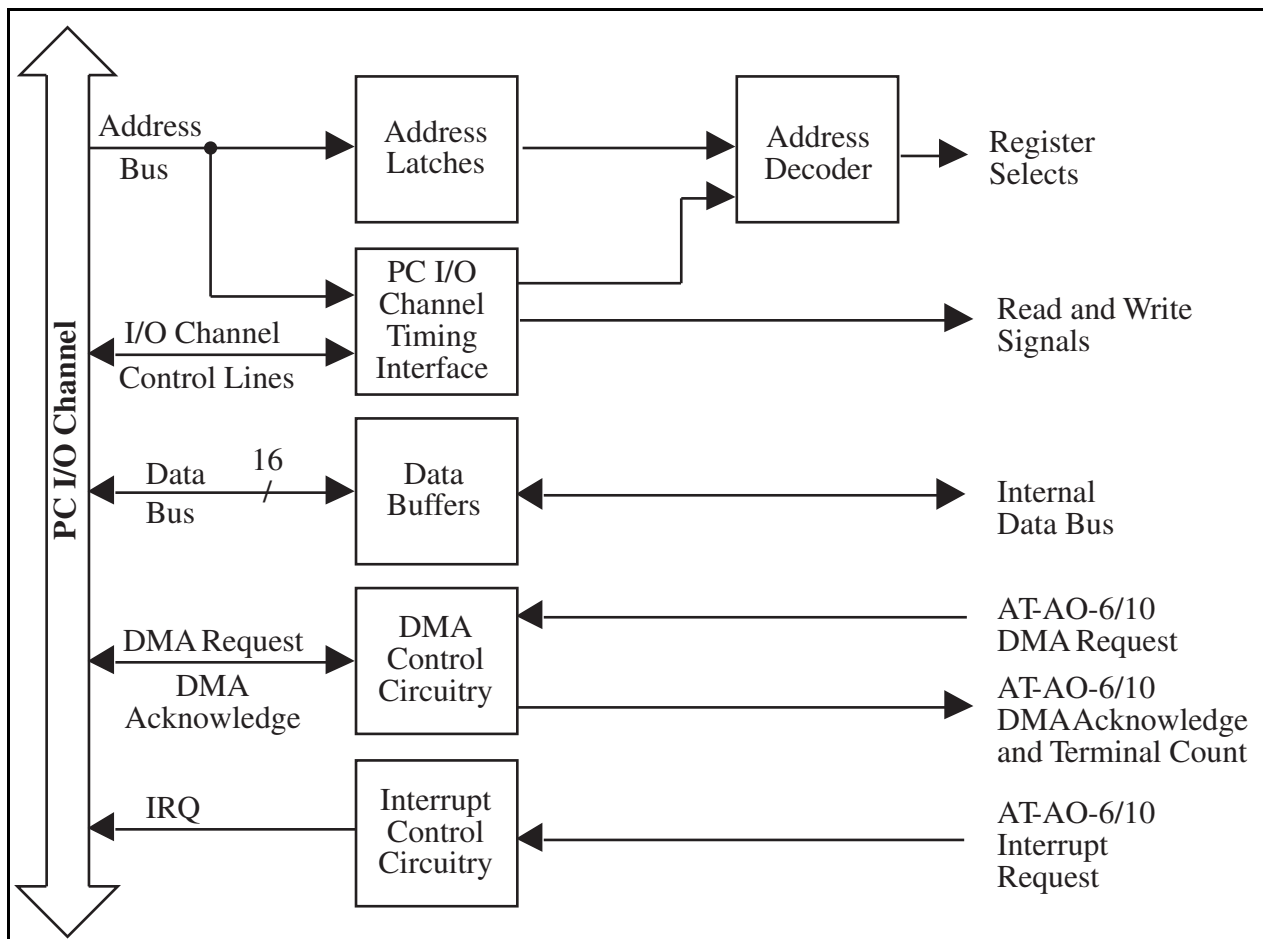 PC I/O Channel
Address
Bus
Address
Latches
Address
Decoder
Register
Selects
PC I/O
Channel
Timing
Interface
I/O Channel
Control Lines
Read and Write
Signals
Data
Bus
16
Data
Buffers
Internal
Data Bus
DMA Request
DMA
Acknowledge
DMA
Control
Circuitry
AT-AO-6/10
DMA Request
AT-AO-6/10
DMA Acknowledge
and Terminal Count
IRQ
Interrupt
Control
Circuitry
AT-AO-6/10
Interrupt
Request